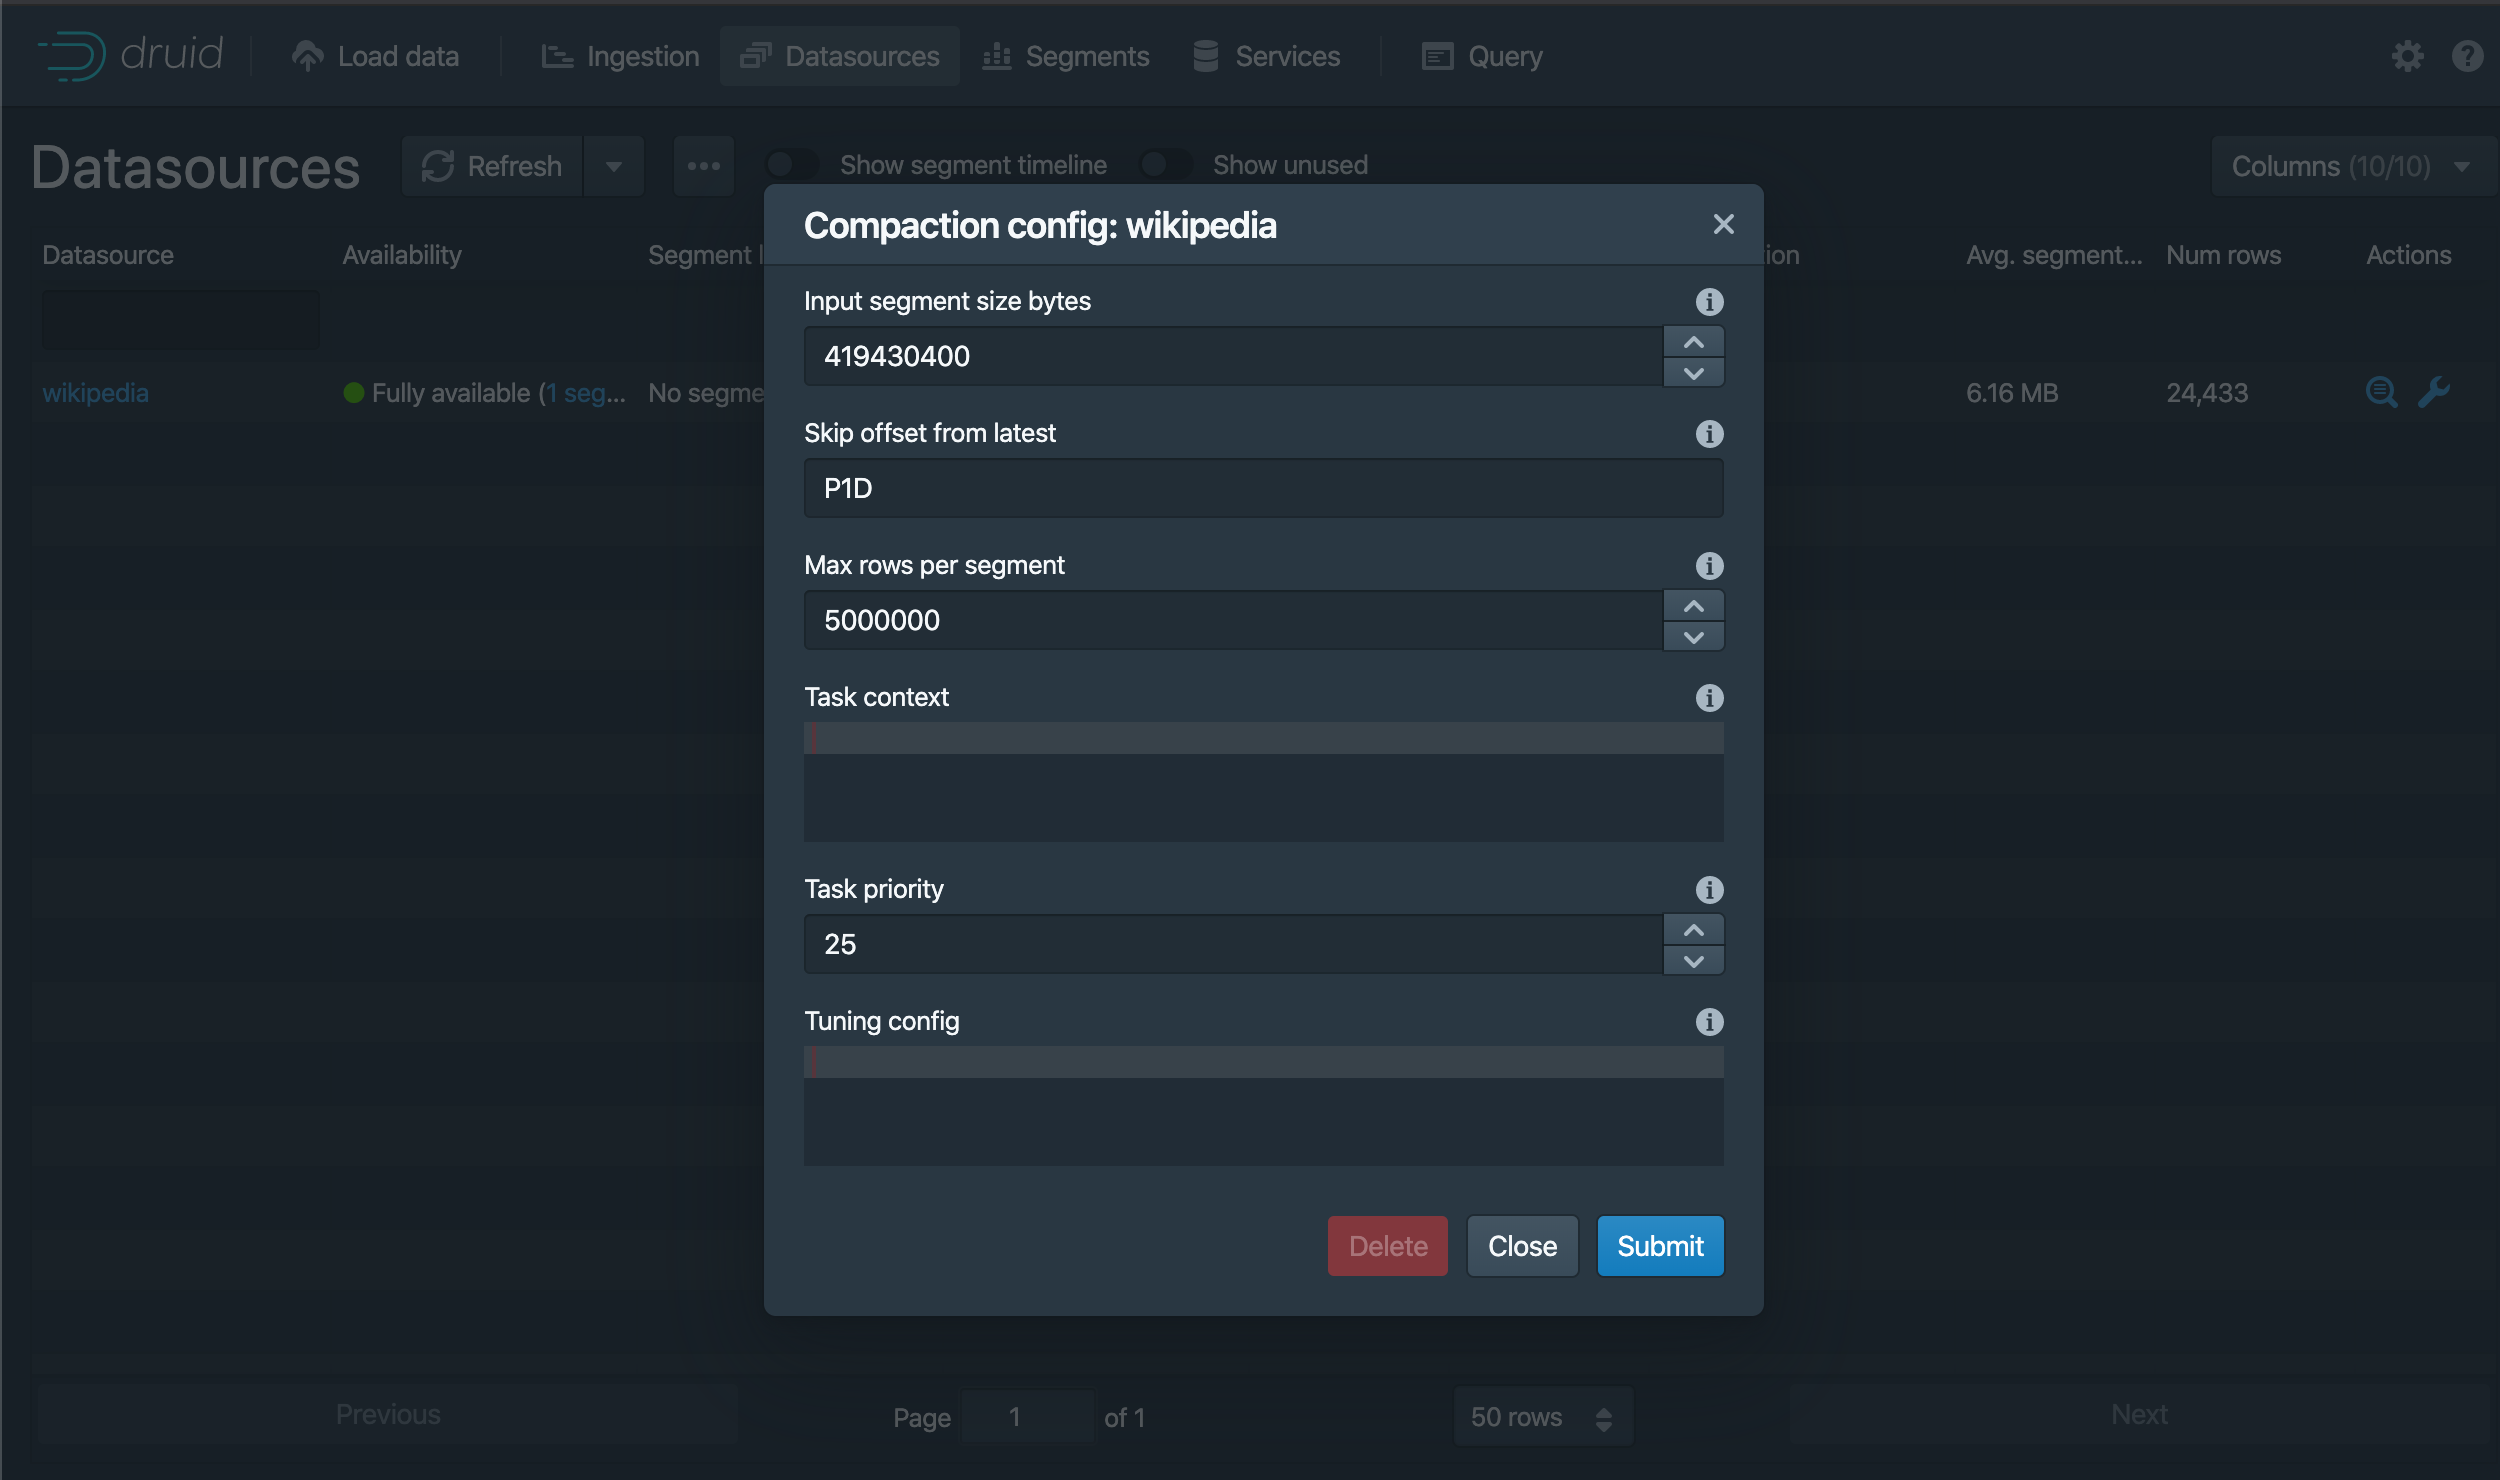 druid
Load data
Ingestion
Datasources
Segments
Services
Query
Datasources
Refresh
Show segment timeline
Show unused
Columns (10/10)
Datasource
Availability
Segment
Avg. segment...
Num rows
Actions
wikipedia
Fully available (1 seg...
No segme
6.16 MB
24,433
Compaction config: wikipedia
Input segment size bytes
419430400
Skip offset from latest
P1D
Max rows per segment
5000000
Task context
Task priority
25
Tuning config
Delete
Close
Submit
Previous
Page 1 of 1
50 rows
Next